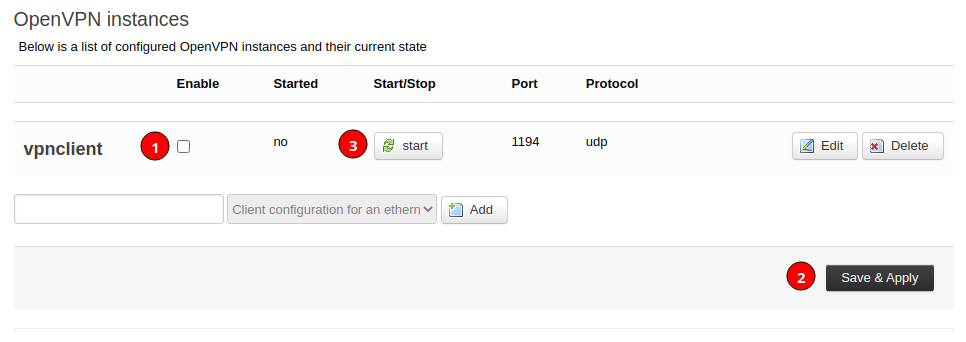 OpenVPN instances
Below is a list of configured OpenVPN instances and their current state
Enable Started Start/Stop Port Protocol
vpnclient 1 no 3 start 1194 udp Edit Delete
Client configuration for an ethern Add
2 Save & Apply